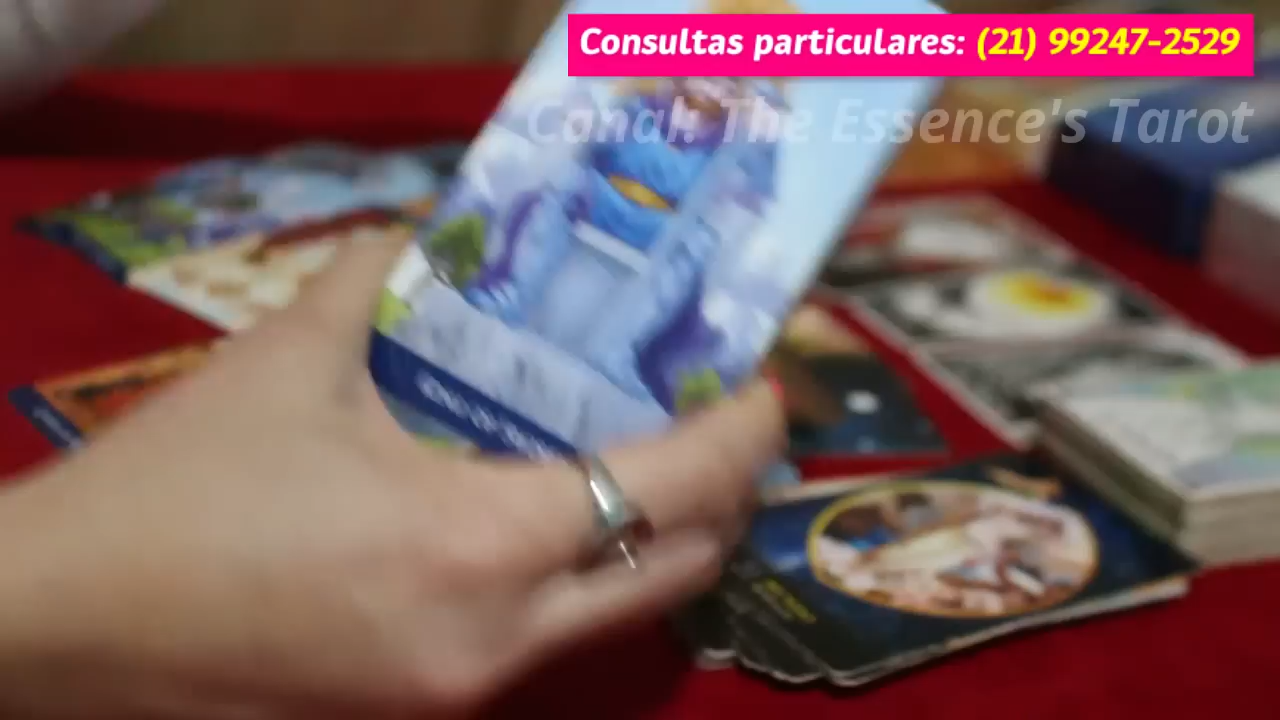 Consultas particulares: (21) 99247-2529
Canal: The Essence's Tarot